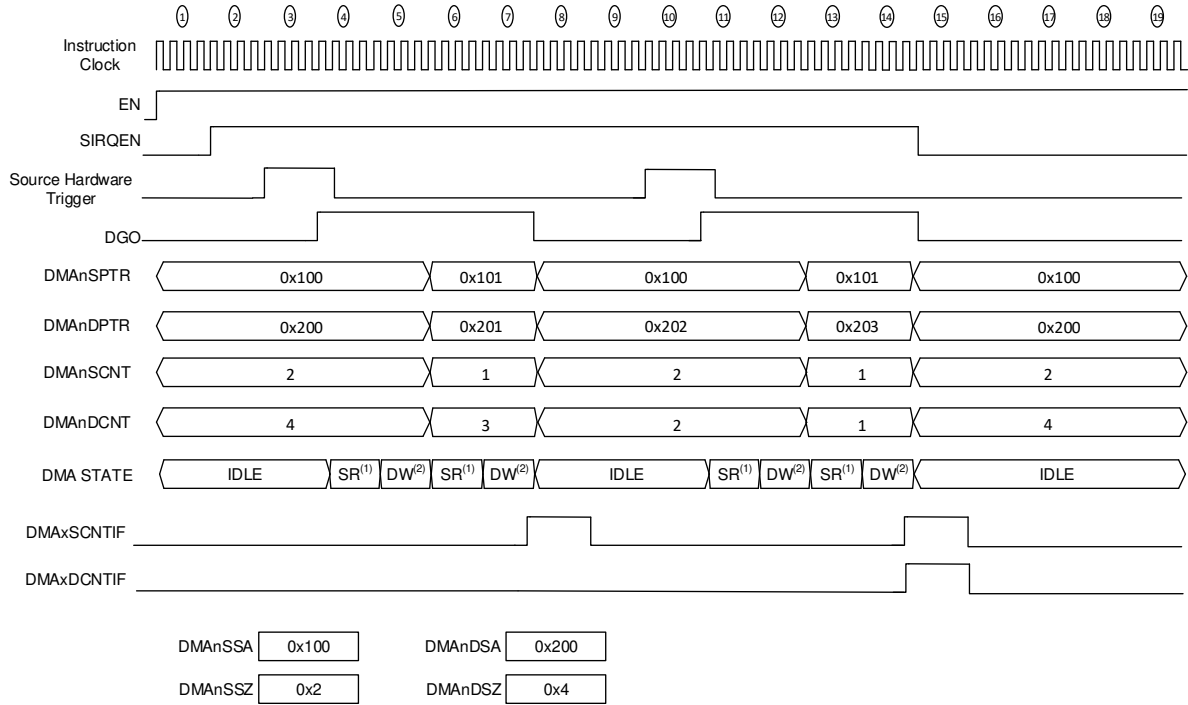 1 2 3 4 5 6 7 8 9 10 11 12 13 14 15 16 17 18 19
Instruction
Clock
EN
SIRQEN
Source Hardware
Trigger
DGO
DMAnSPTR 0x100 0x101 0x100 0x101 0x100
DMAnDPTR 0x200 0x201 0x202 0x203 0x200
DMAnSCNT 2 1 2 1 2
DMAnDCNT 4 3 2 1 4
DMA STATE IDLE SR(1) DW(2) SR(1) DW(2) IDLE SR(1) DW(2) SR(1) DW(2) IDLE
DMAxSCNTIF
DMAxDCNTIF
DMAnSSA 0x100 DMAnDSA 0x200
DMAnSSZ 0x2 DMAnDSZ 0x4